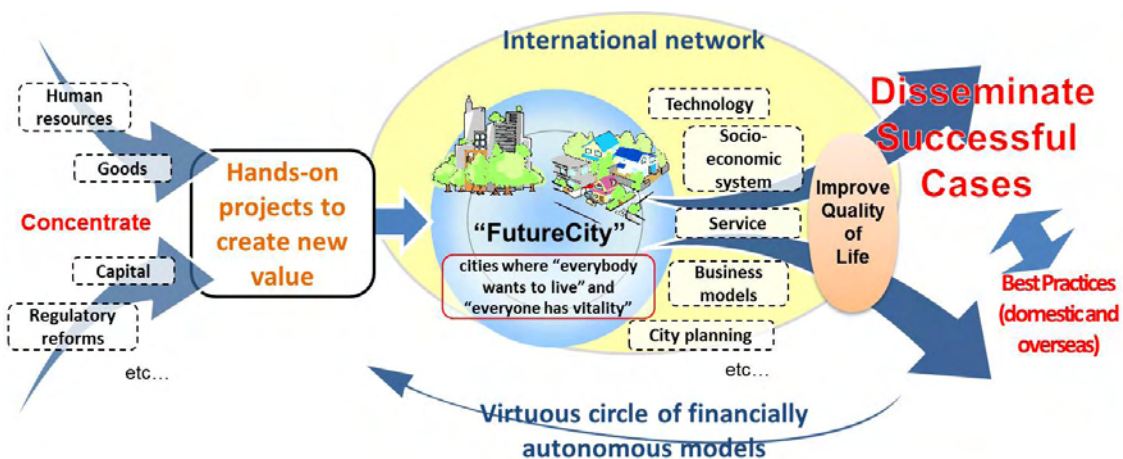 International network
Human
resources
Goods
Concentrate
Capital
Regulatory
reforms
etc...
Hands-on
projects to
create new
value
"FutureCity"
cities where "everybody
wants to live" and
"everyone has vitality"
Technology
Socio-
economic
system
Service
Business
models
City planning
etc...
Improve
Quality
of
Life
Disseminate
Successful
Cases
Best Practices
(domestic and
overseas)
Virtuous circle of financially
autonomous models